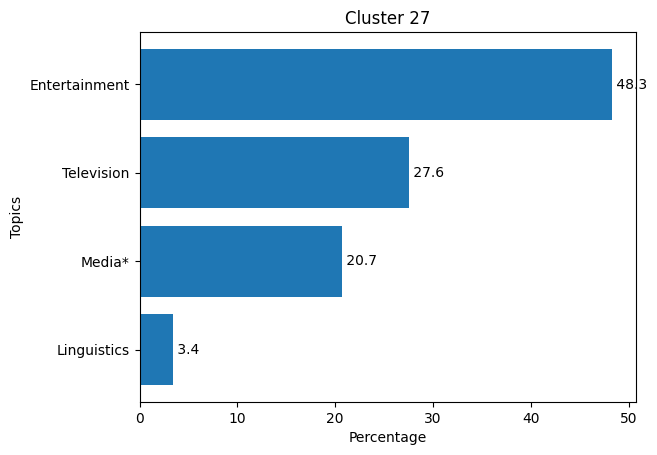 Cluster 27
Topics
Entertainment 48.3
Television 27.6
Media* 20.7
Linguistics 3.4
0 10 20 30 40 50
Percentage